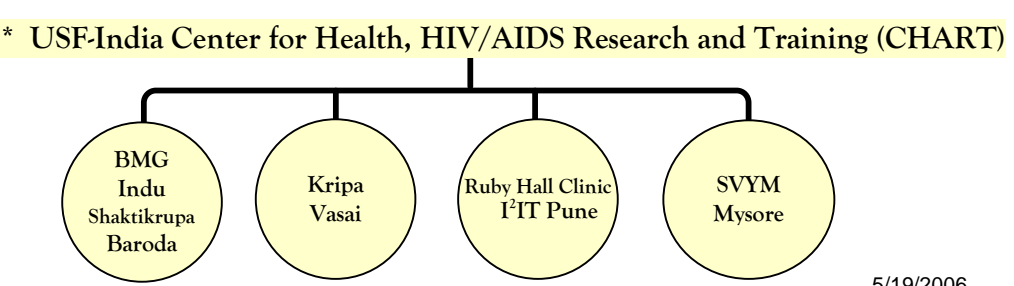 * USF-India Center for Health, HIV/AIDS Research and Training (CHART)
BMG
Indu
Shaktikrupa
Baroda
Kripa
Vasai
Ruby Hall Clinic
I²IT Pune
SVYM
Mysore
5/19/2006